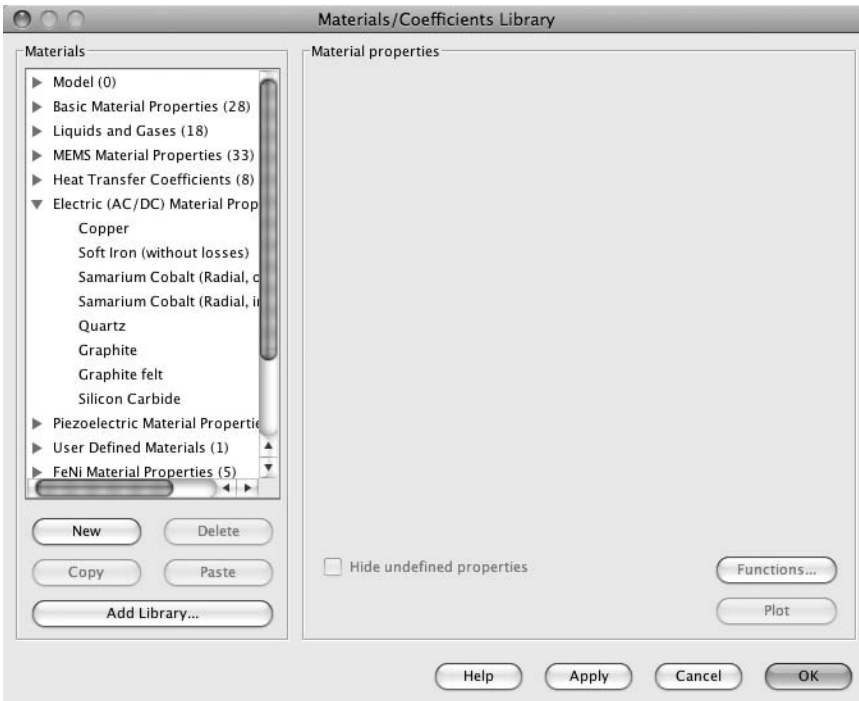 Materials/Coefficients Library
Materials
Model (0)
Basic Material Properties (28)
Liquids and Gases (18)
MEMS Material Properties (33)
Heat Transfer Coefficients (8)
Electric (AC/DC) Material Prop
Copper
Soft Iron (without losses)
Samarium Cobalt (Radial, o
Samarium Cobalt (Radial, i
Quartz
Graphite
Graphite felt
Silicon Carbide
Piezoelectric Material Propertie
User Defined Materials (1)
FeNi Material Properties (5)
New
Delete
Copy
Paste
Add Library...
Material properties
Hide undefined properties
Functions...
Plot
Help
Apply
Cancel
OK